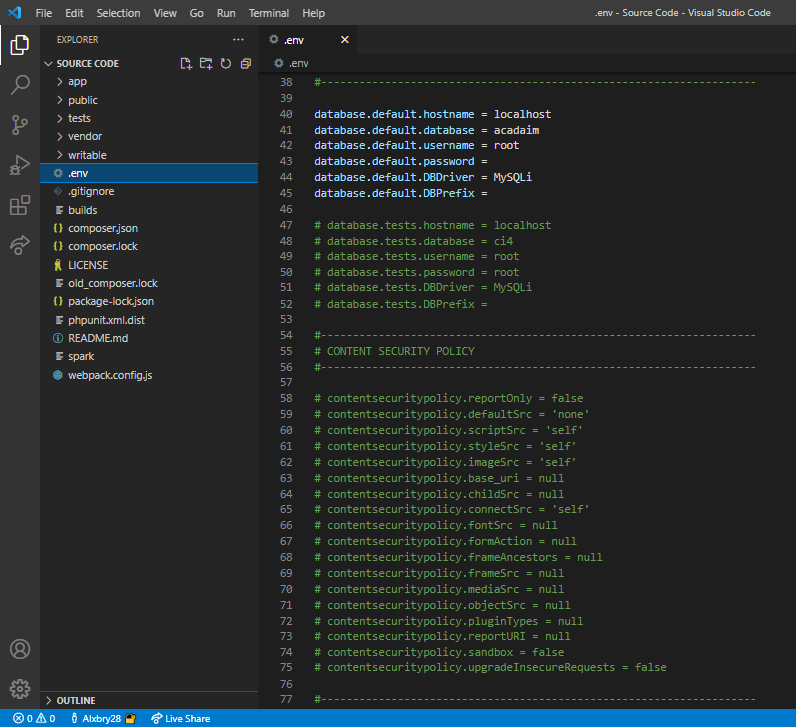 File Edit Selection View Go Run Terminal Help .env - Source Code - Visual Studio Code
EXPLORER ...
.env
SOURCE CODE
app
public
tests
vendor
writable
.env
.gitignore
builds
composer.json
composer.lock
LICENSE
old_composer.lock
package-lock.json
phpunit.xml.dist
README.md
spark
webpack.config.js
OUTLINE
.env
38 #--------------------------------------------------------------------
39
40 database.default.hostname = localhost
41 database.default.database = acadaim
42 database.default.username = root
43 database.default.password =
44 database.default.DBDriver = MySQLi
45 database.default.DBPrefix =
46
47 # database.tests.hostname = localhost
48 # database.tests.database = ci4
49 # database.tests.username = root
50 # database.tests.password = root
51 # database.tests.DBDriver = MySQLi
52 # database.tests.DBPrefix =
53
54 #--------------------------------------------------------------------
55 # CONTENT SECURITY POLICY
56 #--------------------------------------------------------------------
57
58 # contentsecuritypolicy.reportOnly = false
59 # contentsecuritypolicy.defaultSrc = 'none'
60 # contentsecuritypolicy.scriptSrc = 'self'
61 # contentsecuritypolicy.styleSrc = 'self'
62 # contentsecuritypolicy.imageSrc = 'self'
63 # contentsecuritypolicy.base_uri = null
64 # contentsecuritypolicy.childSrc = null
65 # contentsecuritypolicy.connectSrc = 'self'
66 # contentsecuritypolicy.fontSrc = null
67 # contentsecuritypolicy.formAction = null
68 # contentsecuritypolicy.frameAncestors = null
69 # contentsecuritypolicy.frameSrc = null
70 # contentsecuritypolicy.mediaSrc = null
71 # contentsecuritypolicy.objectSrc = null
72 # contentsecuritypolicy.pluginTypes = null
73 # contentsecuritypolicy.reportURI = null
74 # contentsecuritypolicy.sandbox = false
75 # contentsecuritypolicy.upgradeInsecureRequests = false
76
77 #--------------------------------------------------------------------
0 0 Alxbry28 Live Share